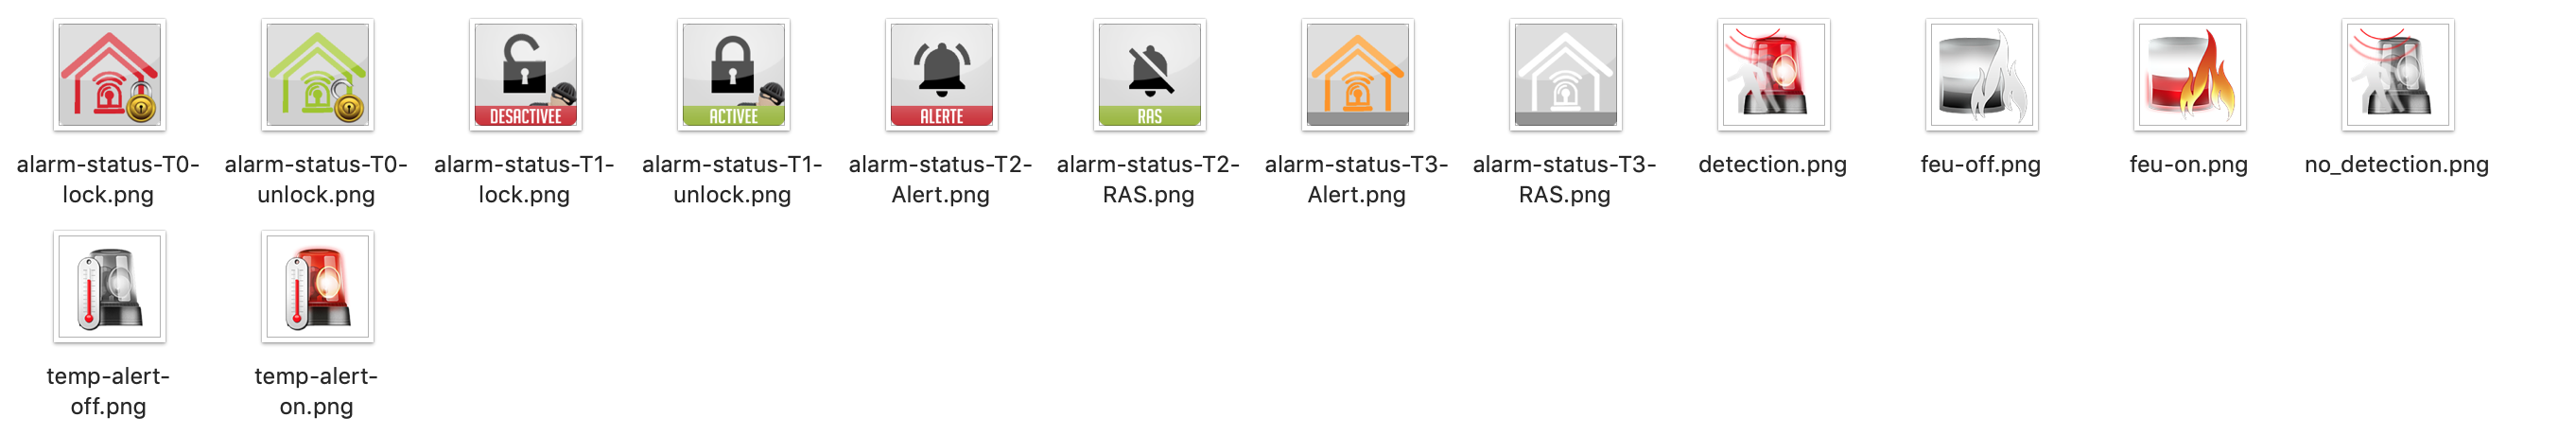 DESACTIVEE
ACTIVEE
ALERTE
RAS
alarm-status-T0-
lock.png
alarm-status-T0-
unlock.png
alarm-status-T1-
lock.png
alarm-status-T1-
unlock.png
alarm-status-T2-
Alert.png
alarm-status-T2-
RAS.png
alarm-status-T3-
Alert.png
alarm-status-T3-
RAS.png
detection.png
feu-off.png
feu-on.png
no_detection.png
temp-alert-
off.png
temp-alert-
on.png